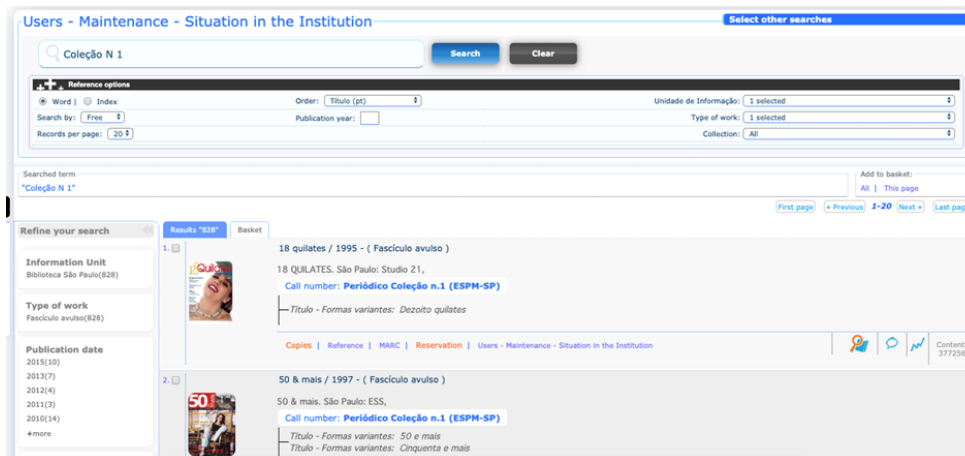 Users - Maintenance - Situation in the Institution
Select other searches
Coleção N 1
Search
Clear
Reference options
Word | Index
Order: Título (pt)
Unidade de Informação: 1 selected
Search by: Free
Publication year:
Type of work: 1 selected
Records per page: 20
Collection: All
Searched term
"Coleção N 1"
Add to basket:
All | This page
First page « Previous 1-20 Next » Last pag
Refine your search
Results "828"
Basket
Information Unit
Biblioteca São Paulo(828)
Type of work
Fascículo avulso(828)
Publication date
2015(10)
2013(7)
2012(4)
2011(3)
2010(14)
+more
1.
18 quilates / 1995 - ( Fascículo avulso )
18 QUILATES. São Paulo: Studio 21,
Call number: Periódico Coleção n.1 (ESPM-SP)
Título - Formas variantes: Dezoito quilates
Copies | Reference | MARC | Reservation | Users - Maintenance - Situation in the Institution
Content
377256
2.
50 & mais / 1997 - ( Fascículo avulso )
50
50 & mais. São Paulo: ESS,
Call number: Periódico Coleção n.1 (ESPM-SP)
Título - Formas variantes: 50 e mais
Título - Formas variantes: Cinquenta e mais